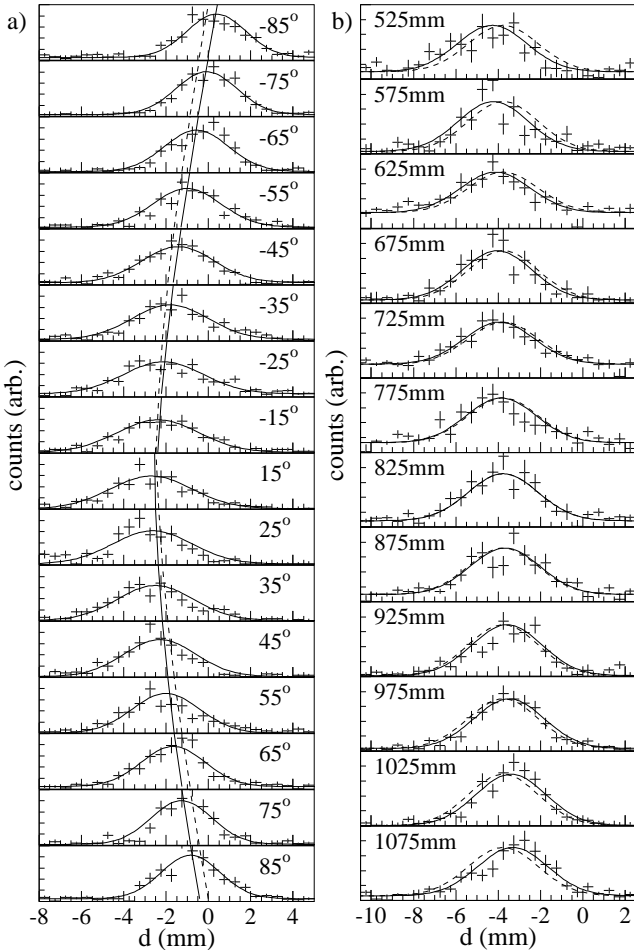 a)
counts (arb.)
-85°
-75°
-65°
-55°
-45°
-35°
-25°
-15°
15°
25°
35°
45°
55°
65°
75°
85°
-8 -6 -4 -2 0 2 4
d (mm)
b)
counts (arb.)
525mm
575mm
625mm
675mm
725mm
775mm
825mm
875mm
925mm
975mm
1025mm
1075mm
-10 -8 -6 -4 -2 0 2
d (mm)